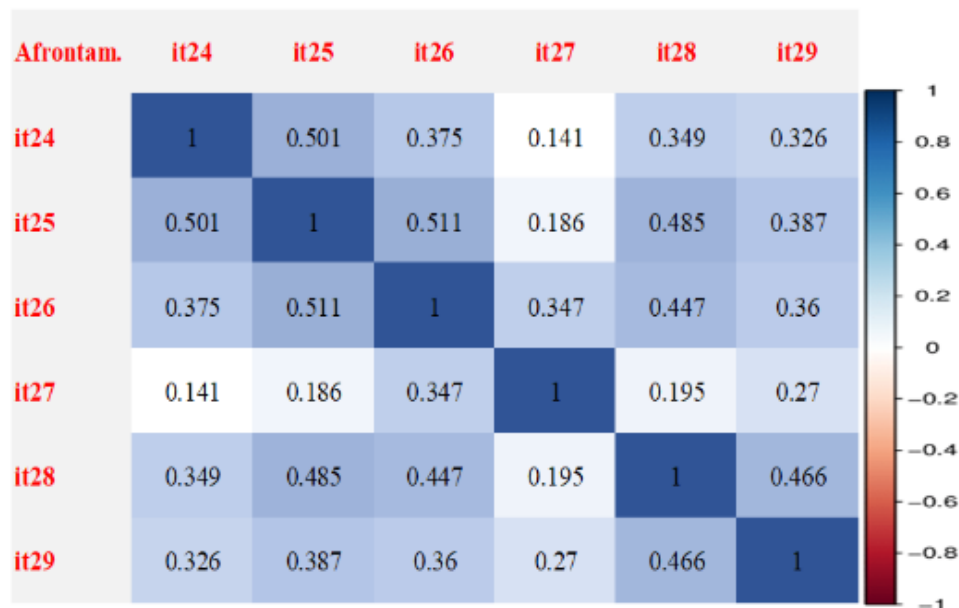 Afrontam. it24 it25 it26 it27 it28 it29
it24 1 0.501 0.375 0.141 0.349 0.326
it25 0.501 1 0.511 0.186 0.485 0.387
it26 0.375 0.511 1 0.347 0.447 0.36
it27 0.141 0.186 0.347 1 0.195 0.27
it28 0.349 0.485 0.447 0.195 1 0.466
it29 0.326 0.387 0.36 0.27 0.466 1
1
0.8
0.6
0.4
0.2
0
−0.2
−0.4
−0.6
−0.8
−1